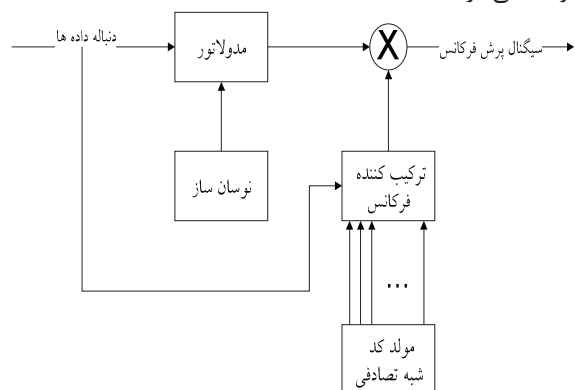 دنباله داده ها
مدولاتور
X
سیگنال پرش فرکانس
نوسان ساز
ترکیب کننده
فرکانس
...
مولد کد
شبه تصادفی